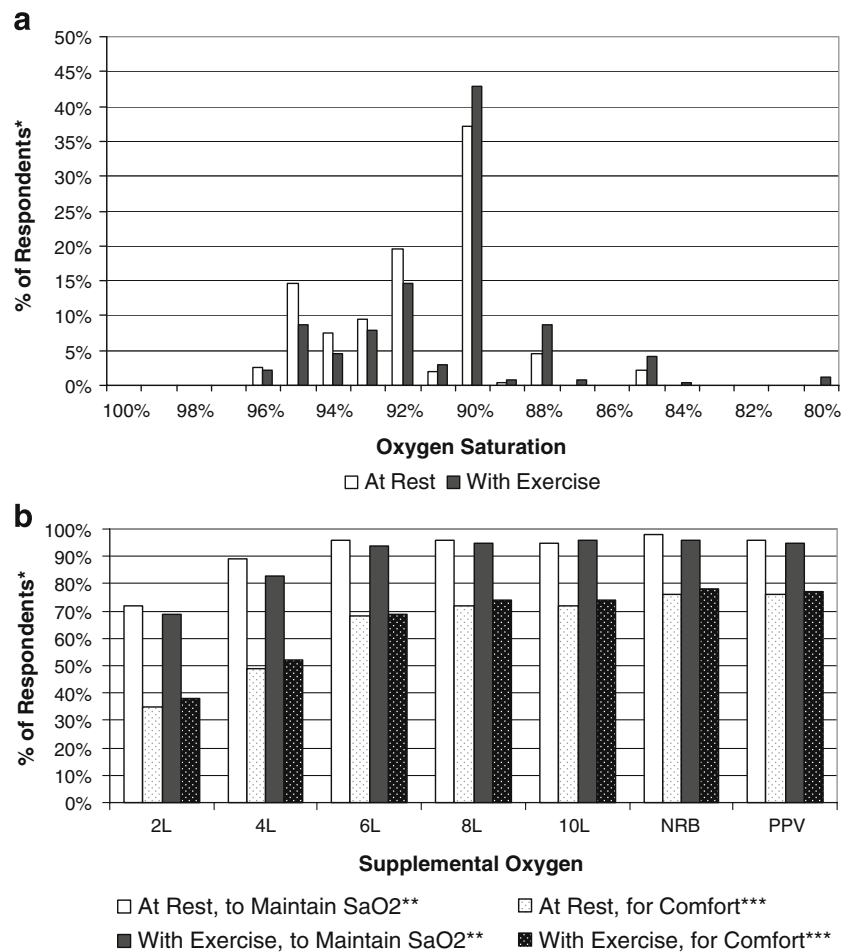 a
50%
45%
40%
35%
30%
25%
20%
15%
10%
5%
0%
% of Respondents*
100% 98% 96% 94% 92% 90% 88% 86% 84% 82% 80%
Oxygen Saturation
At Rest With Exercise
b
100%
90%
80%
70%
60%
50%
40%
30%
20%
10%
0%
% of Respondents*
2L 4L 6L 8L 10L NRB PPV
Supplemental Oxygen
At Rest, to Maintain SaO2** At Rest, for Comfort***
With Exercise, to Maintain SaO2** With Exercise, for Comfort***